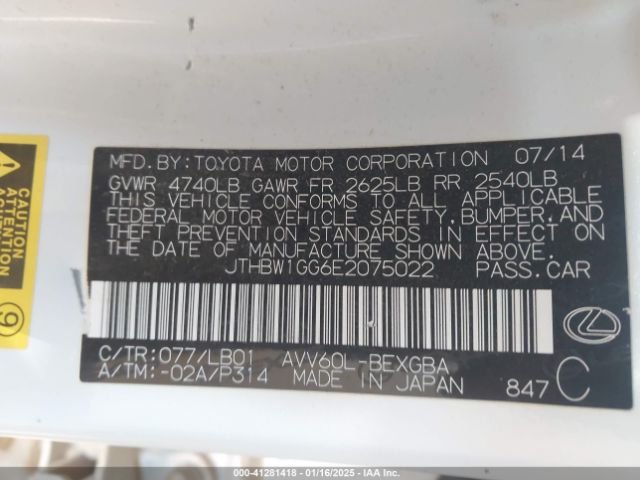 CAUTION
ATTENTION
9
MFD.BY:TOYOTA MOTOR CORPORATION 07/14
GVWR 4740LB GAWR FR 2625LB RR 2540LB
THIS VEHICLE CONFORMS TO ALL APPLICABLE
FEDERAL MOTOR VEHICLE SAFETY,BUMPER,AND
THEFT PREVENTION STANDARDS IN EFFECT ON
THE DATE OF MANUFACTURE SHOWN ABOVE.
JTHBW1GG6E2075022 PASS.CAR
C/TR:077/LB01 AVV60L-BEXGBA
A/TM:-02A/P314 MADE IN JAPAN 847 C
000-41281418 - 01/16/2025 - IAA Inc.